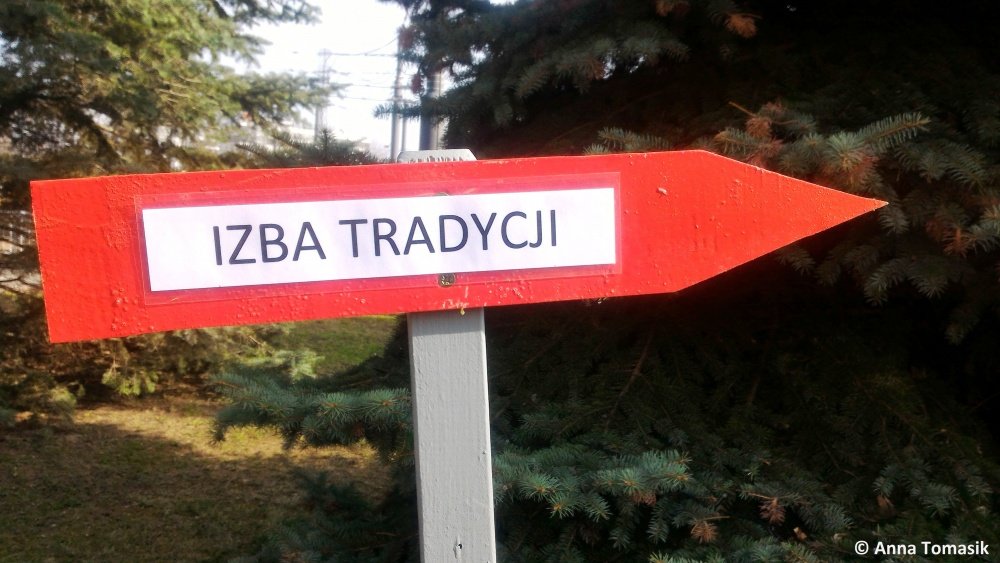 IZBA TRADYCJI
© Anna Tomasik